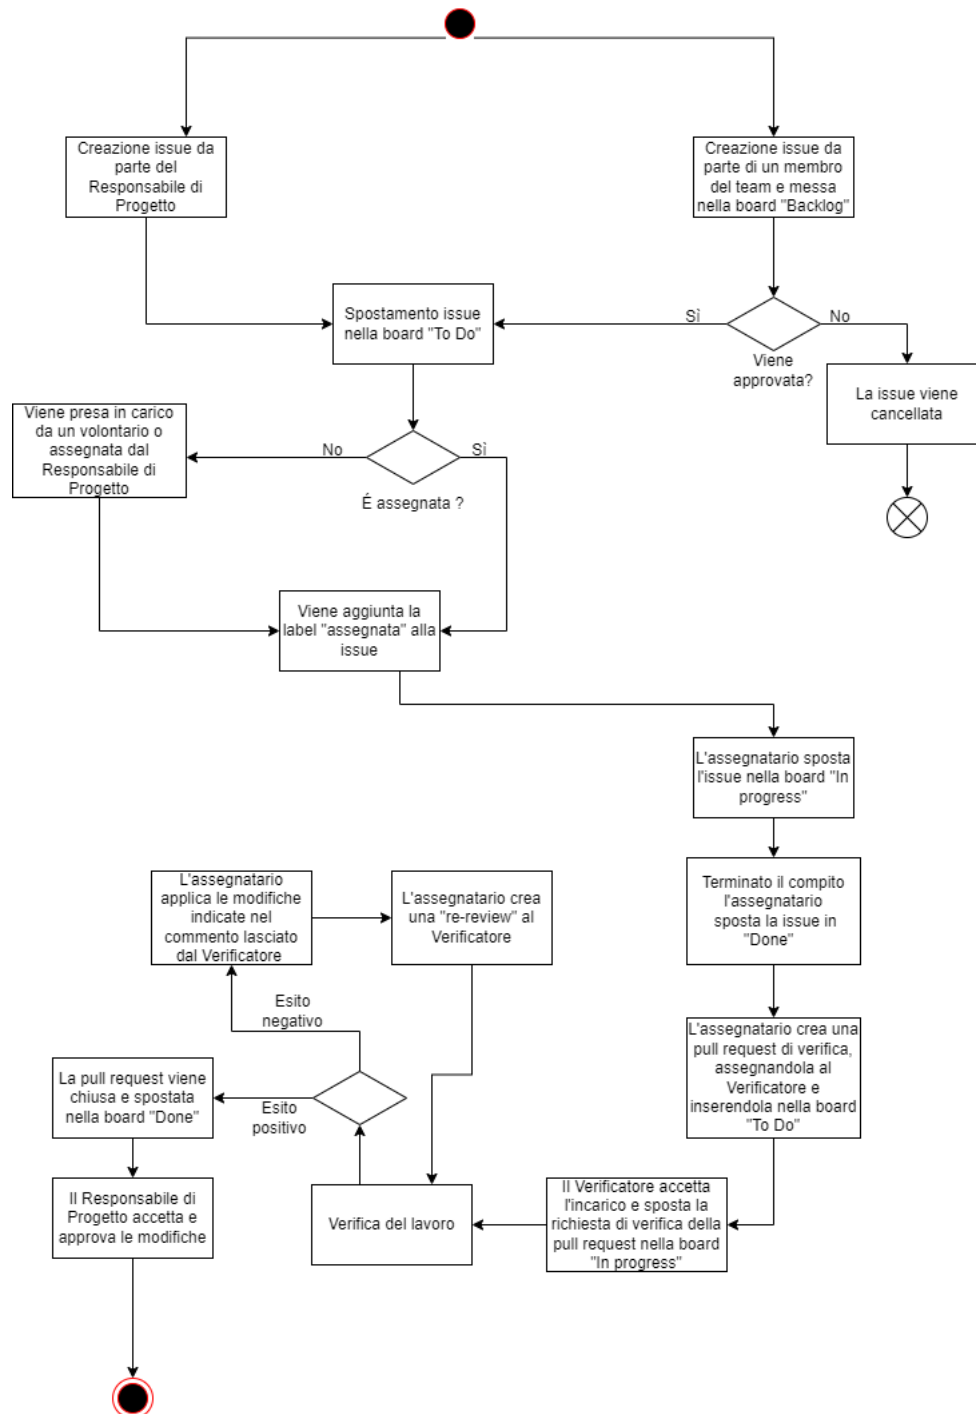 Creazione issue da
parte del
Responsabile di
Progetto
Creazione issue da
parte di un membro
del team e messa
nella board "Backlog"
Spostamento issue
nella board "To Do"
Sì
No
Viene
approvata?
La issue viene
cancellata
Viene presa in carico
da un volontario o
assegnata dal
Responsabile di
Progetto
No
Sì
É assegnata ?
Viene aggiunta la
label "assegnata" alla
issue
L'assegnatario sposta
l'issue nella board "In
progress"
Terminato il compito
l'assegnatario
sposta la issue in
"Done"
L'assegnatario crea una
pull request di verifica,
assegnandola al
Verificatore e
inserendola nella board
"To Do"
Il Verificatore accetta
l'incarico e sposta la
richiesta di verifica della
pull request nella board
"In progress"
Verifica del lavoro
L'assegnatario
applica le modifiche
indicate nel
commento lasciato
dal Verificatore
L'assegnatario crea
una "re-review" al
Verificatore
Esito
negativo
Esito
positivo
La pull request viene
chiusa e spostata
nella board "Done"
Il Responsabile di
Progetto accetta e
approva le modifiche